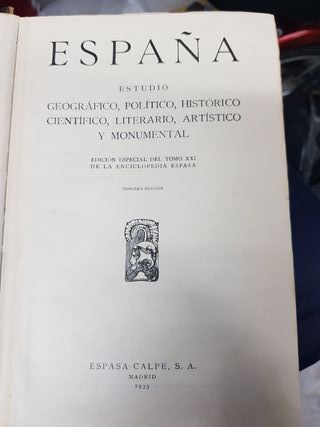 ESPAÑA
ESTUDIO
GEOGRÁFICO, POLÍTICO, HISTÓRICO
CIENTÍFICO, LITERARIO, ARTÍSTICO
Y MONUMENTAL
EDICIÓN ESPECIAL DEL TOMO XXI
DE LA ENCICLOPEDIA ESPASA
TERCERA EDICIÓN
ESPASA CALPE, S. A.
MADRID
1935